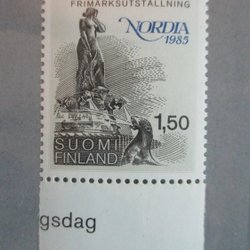 FRIMÄRKSUTSTÄLLNING
NORDIA
1985
1,50
SUOMI
FINLAND
gsdag